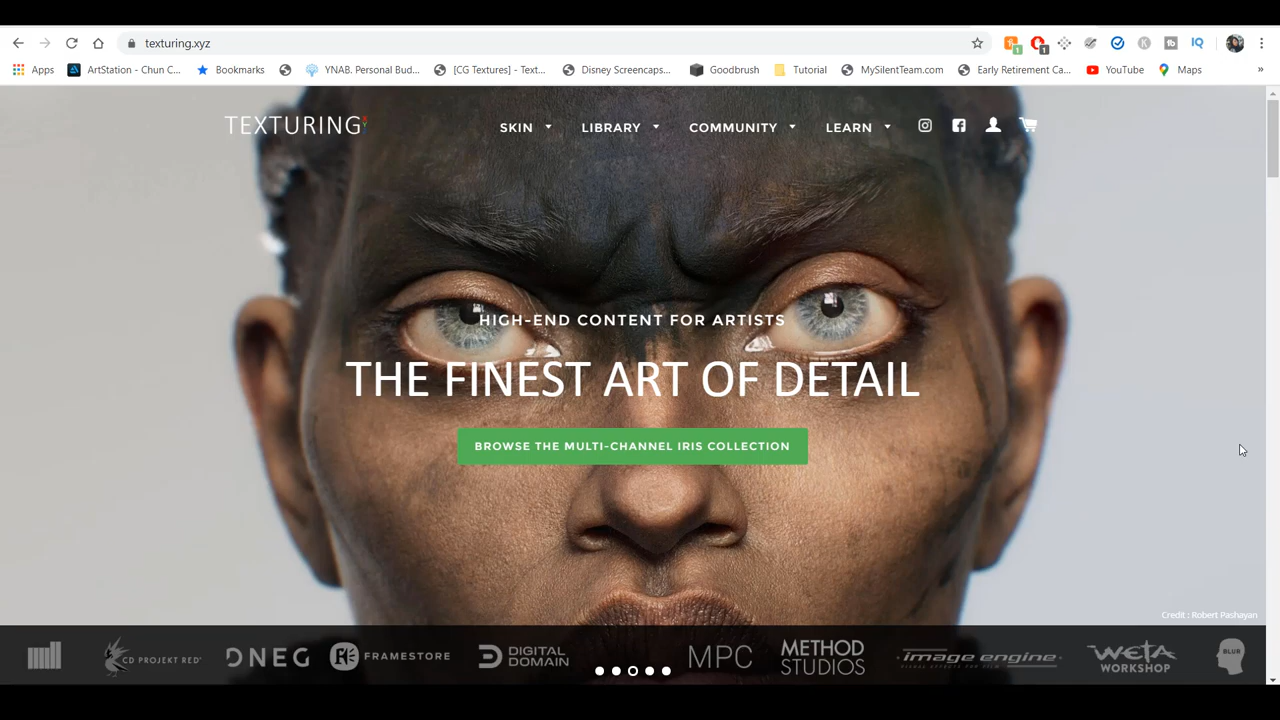 texturing.xyz
1
1
Apps
ArtStation - Chun C...
Bookmarks
YNAB. Personal Bud...
[CG Textures] - Text...
Disney Screencaps...
Goodbrush
Tutorial
MySilentTeam.com
Early Retirement Ca...
YouTube
Maps
»
TEXTURING
SKIN
LIBRARY
COMMUNITY
LEARN
HIGH-END CONTENT FOR ARTISTS
THE FINEST ART OF DETAIL
BROWSE THE MULTI-CHANNEL IRIS COLLECTION
Credit : Robert Pashayan
CD PROJEKT RED
DNEG
FRAMESTORE
DIGITAL
DOMAIN
MPC
METHOD
STUDIOS
image engine
WETA
WORKSHOP
BLUR